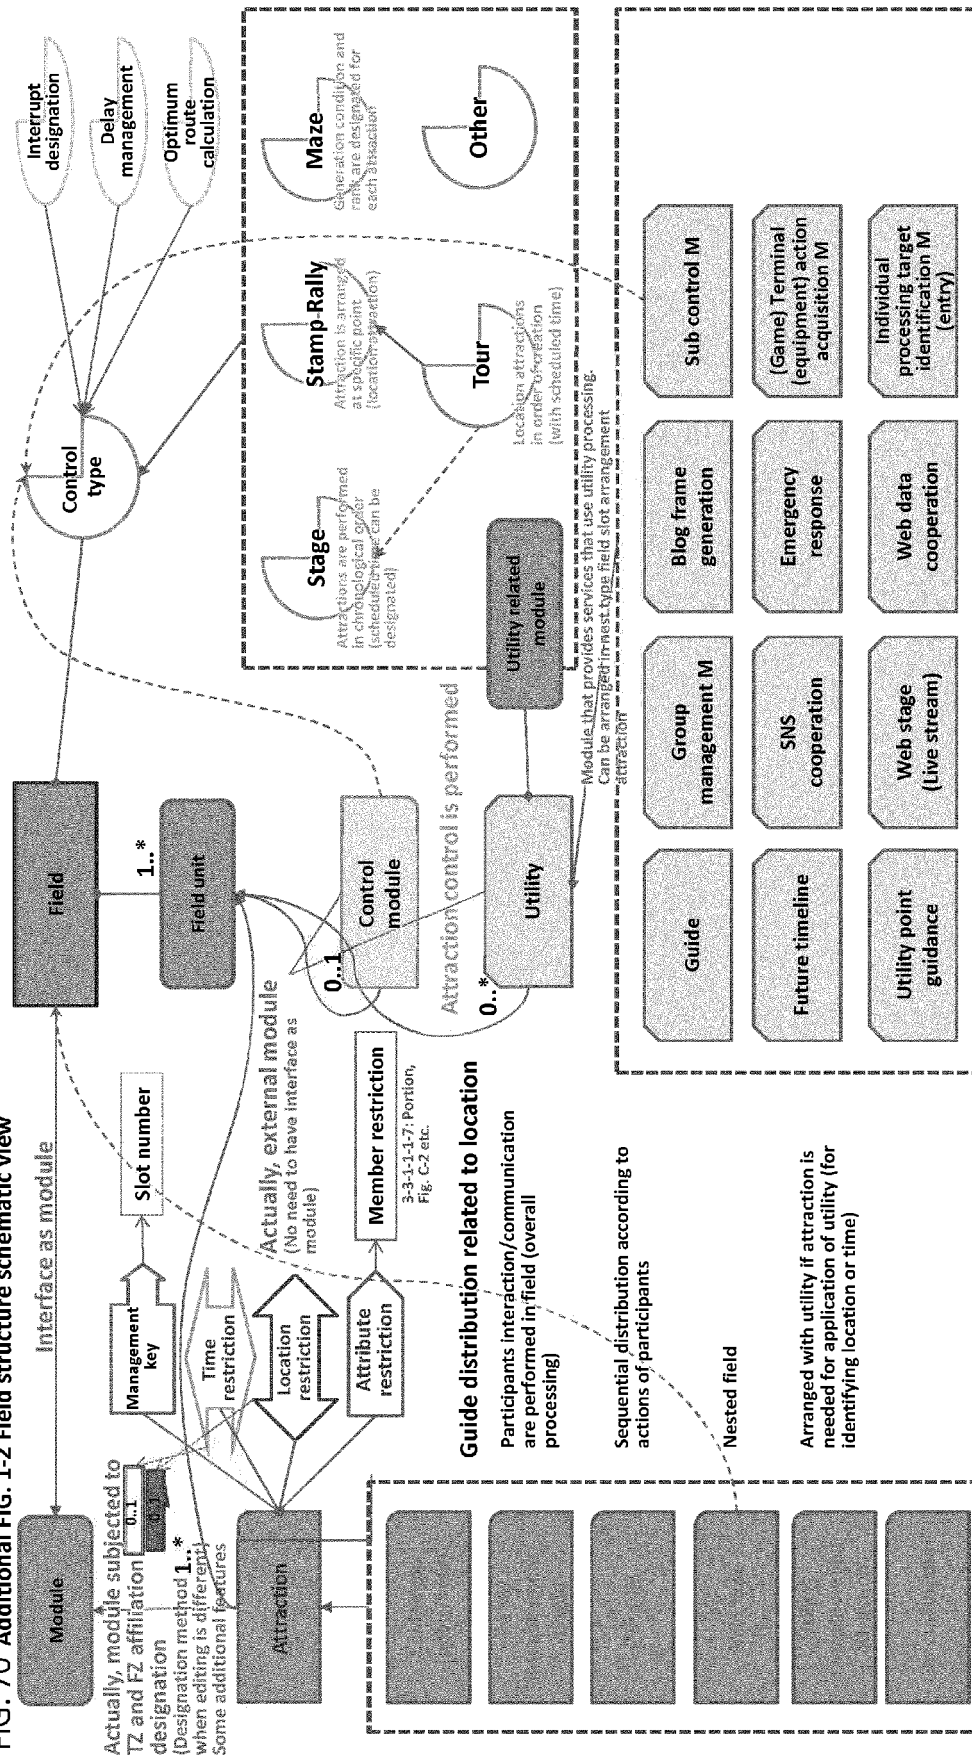 FIG. 70 Additional FIG. 1-2 Field structure schematic view
Module
Interface as module
Field
Control
type
Interrupt
designation
Delay
management
Optimum
route
calculation
Actually, module subjected to
TZ and FZ affiliation
designation
(Designation method
when editing is different)
Some additional features
0..1
0..1
1..*
Management
key
Slot number
Time
restriction
Location
restriction
Attribute
restriction
Member restriction
3-3-1-1-1-7: Portion,
Fig. C-2 etc.
Actually, external module
(No need to have interface as
module)
Attraction
1..*
Field unit
0..1
Control
module
Attraction control is performed
0..*
Utility
Utility related
module
Module that provides services that use utility processing.
Can be arranged in nest type field slot arrangement
attraction
Stage
Attractions are performed
in chronological order
(scheduled time can be
designated)
Stamp-Rally
Attraction is arranged
at specific point
(location attraction)
Maze
Generation condition and
rank are designated for
each attraction
Tour
Location attractions
in order of creation
(with scheduled time)
Other
Guide distribution related to location
Participants interaction/communication
are performed in field (overall
processing)
Sequential distribution according to
actions of participants
Nested field
Arranged with utility if attraction is
needed for application of utility (for
identifying location or time)
Guide
Group
management M
Blog frame
generation
Sub control M
Future timeline
SNS
cooperation
Emergency
response
(Game) Terminal
(equipment) action
acquisition M
Utility point
guidance
Web stage
(Live stream)
Web data
cooperation
Individual
processing target
identification M
(entry)